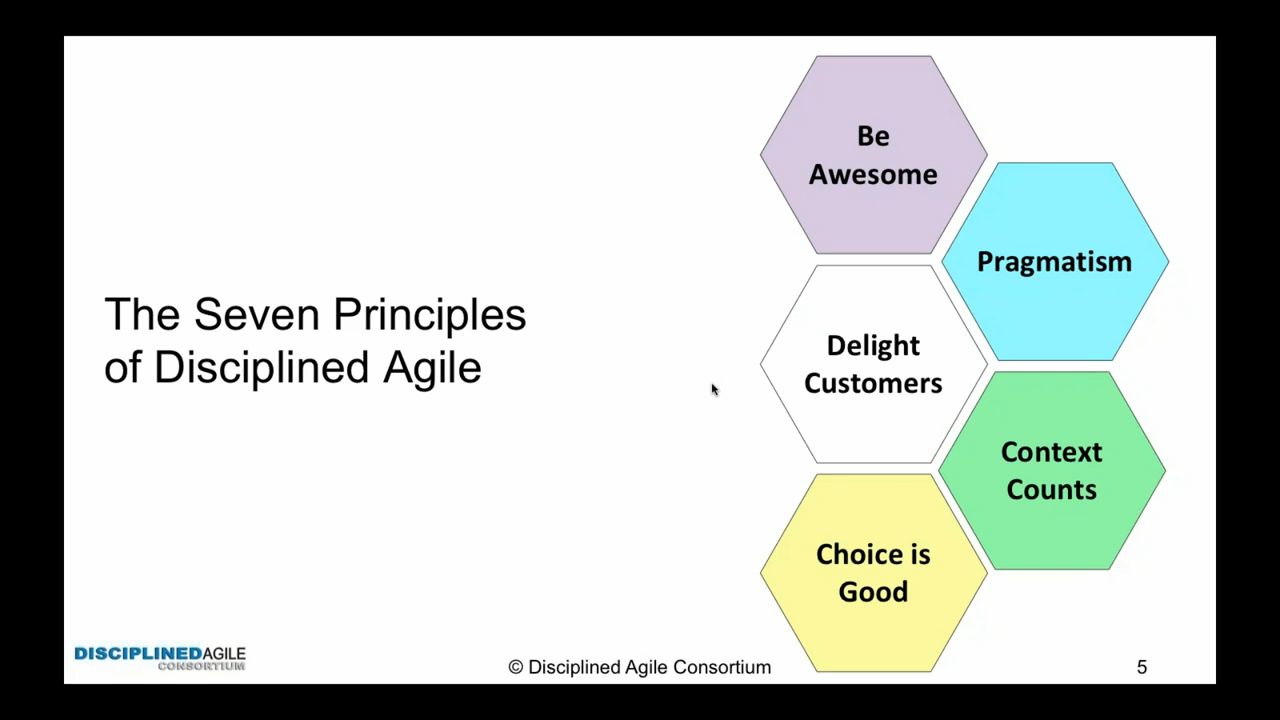 The Seven Principles
of Disciplined Agile
Be
Awesome
Pragmatism
Delight
Customers
Context
Counts
Choice is
Good
DISCIPLINEDAGILE
CONSORTIUM
© Disciplined Agile Consortium
5